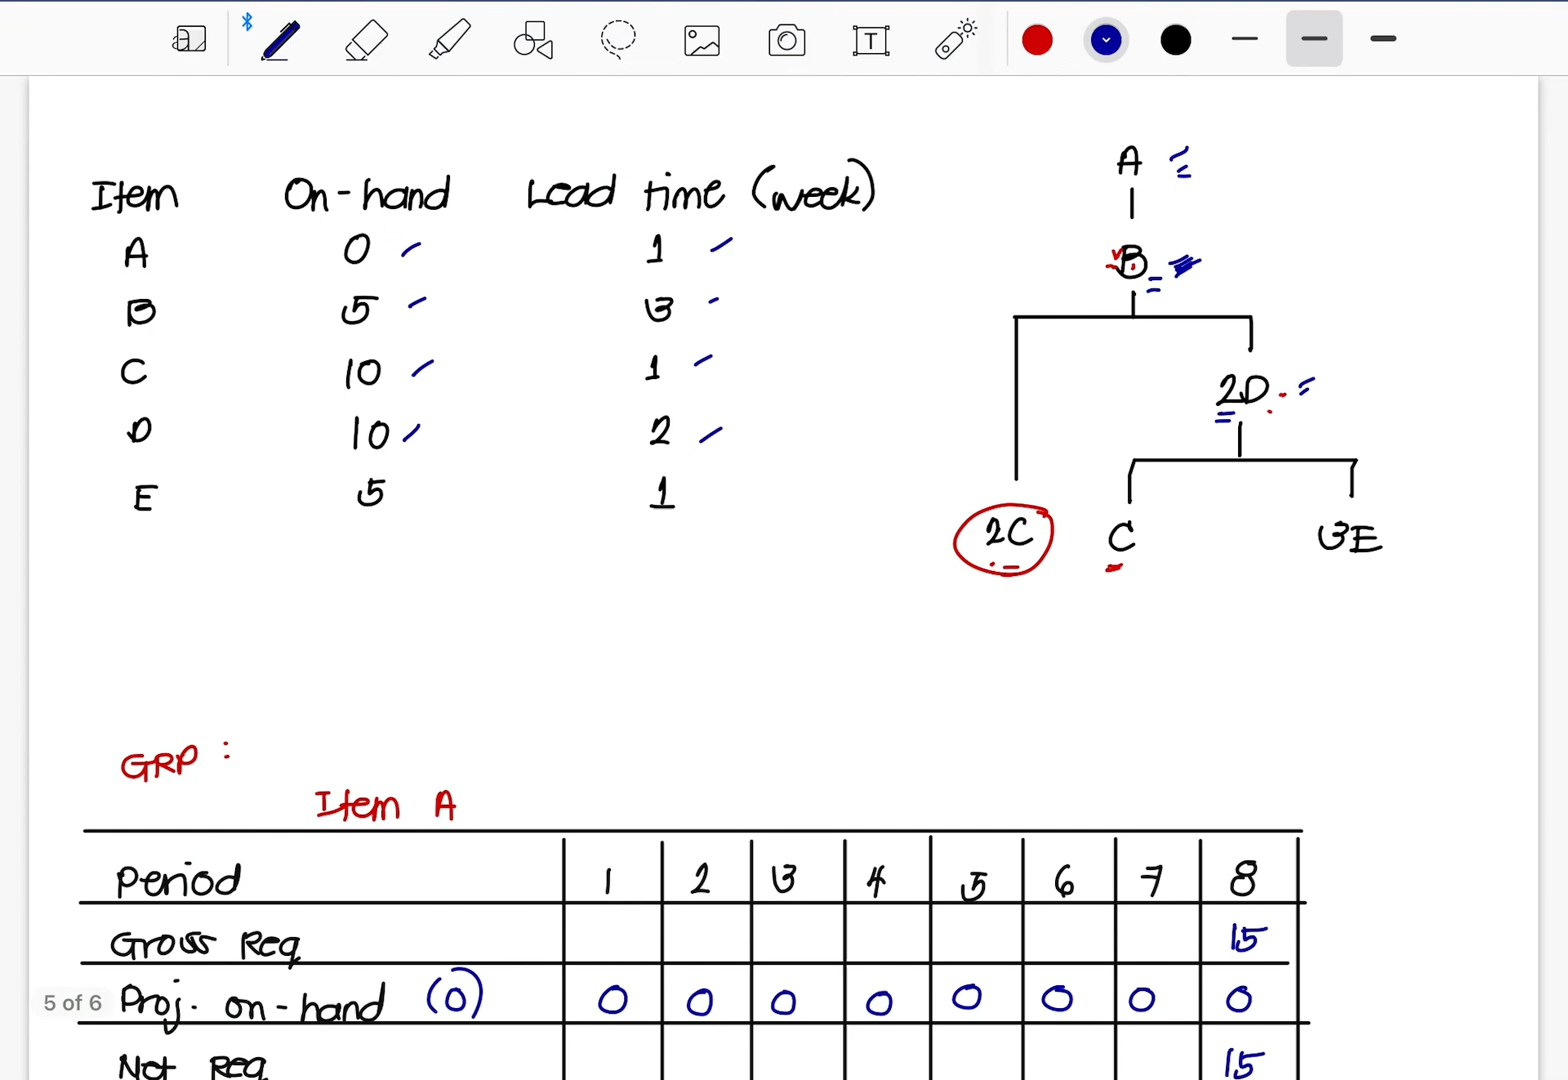 Item On-hand Lead time (week)
A 0 1
B 5 3
C 10 1
D 10 2
E 5 1
A
B
2D
2C C 3E
GRP :
Item A
Period 1 2 3 4 5 6 7 8
Gross Req 15
Proj. on-hand (0) 0 0 0 0 0 0 0 0
Net Req 15
5 of 6
T